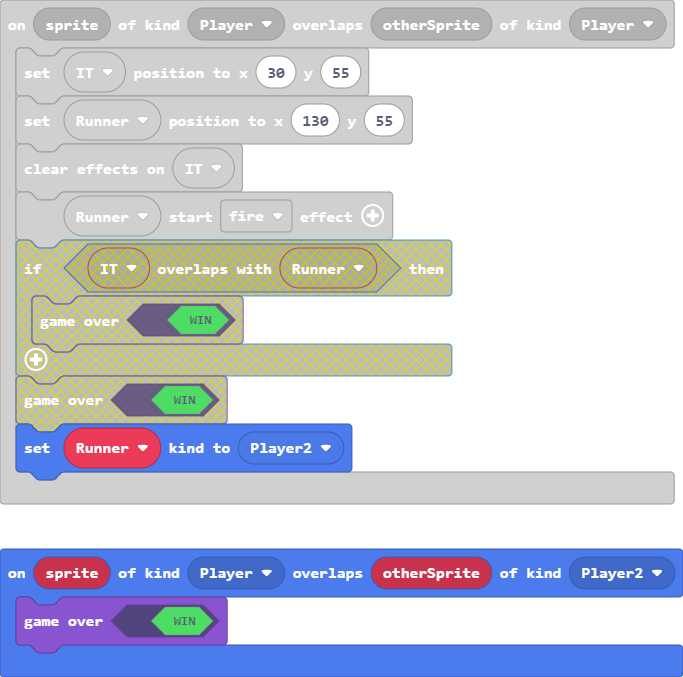 on sprite of kind Player overlaps otherSprite of kind Player
set IT position to x 30 y 55
set Runner position to x 130 y 55
clear effects on IT
Runner start fire effect
if IT overlaps with Runner then
game over WIN
game over WIN
set Runner kind to Player2
on sprite of kind Player overlaps otherSprite of kind Player2
game over WIN